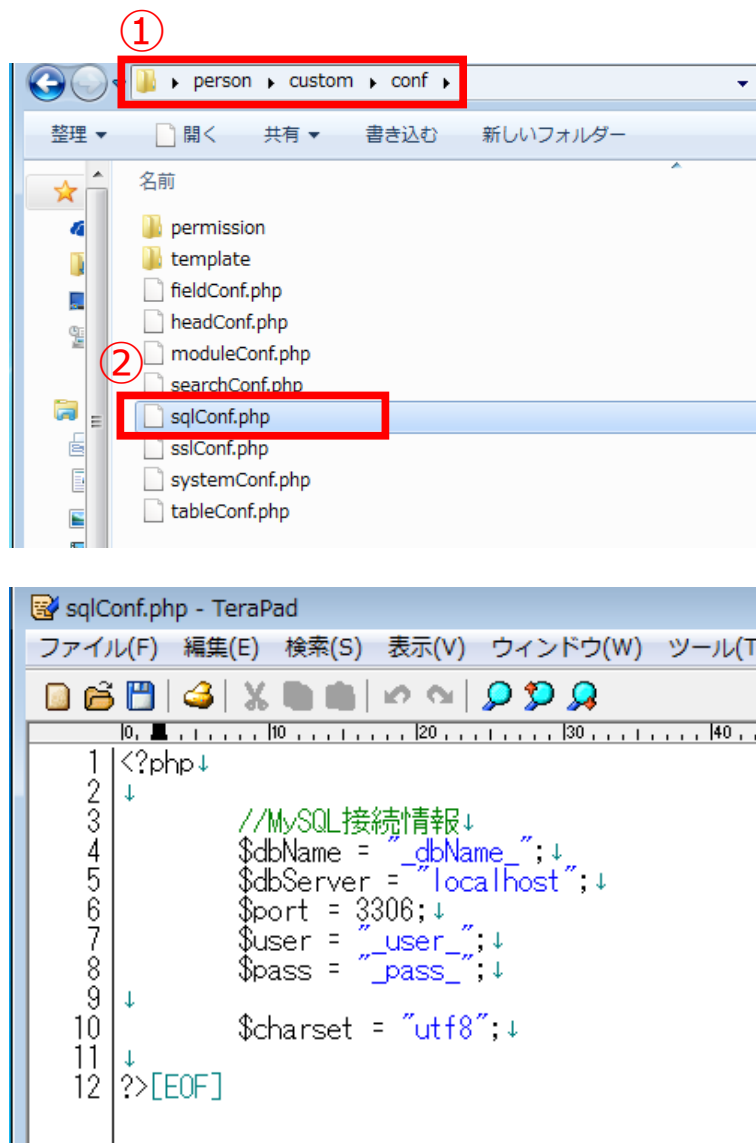 ①
person ▸ custom ▸ conf ▸
整理 ▼ 開く 共有 ▼ 書き込む 新しいフォルダー
名前
permission
template
fieldConf.php
headConf.php
moduleConf.php
②
searchConf.php
sqlConf.php
sslConf.php
systemConf.php
tableConf.php
sqlConf.php - TeraPad
ファイル(F) 編集(E) 検索(S) 表示(V) ウィンドウ(W) ツール(T
0 10 20 30 40
1 <?php↓
2 ↓
3 //MySQL接続情報↓
4 $dbName = "_dbName_";↓
5 $dbServer = "localhost";↓
6 $port = 3306;↓
7 $user = "_user_";↓
8 $pass = "_pass_";↓
9 ↓
10 $charset = "utf8";↓
11 ↓
12 ?>[EOF]